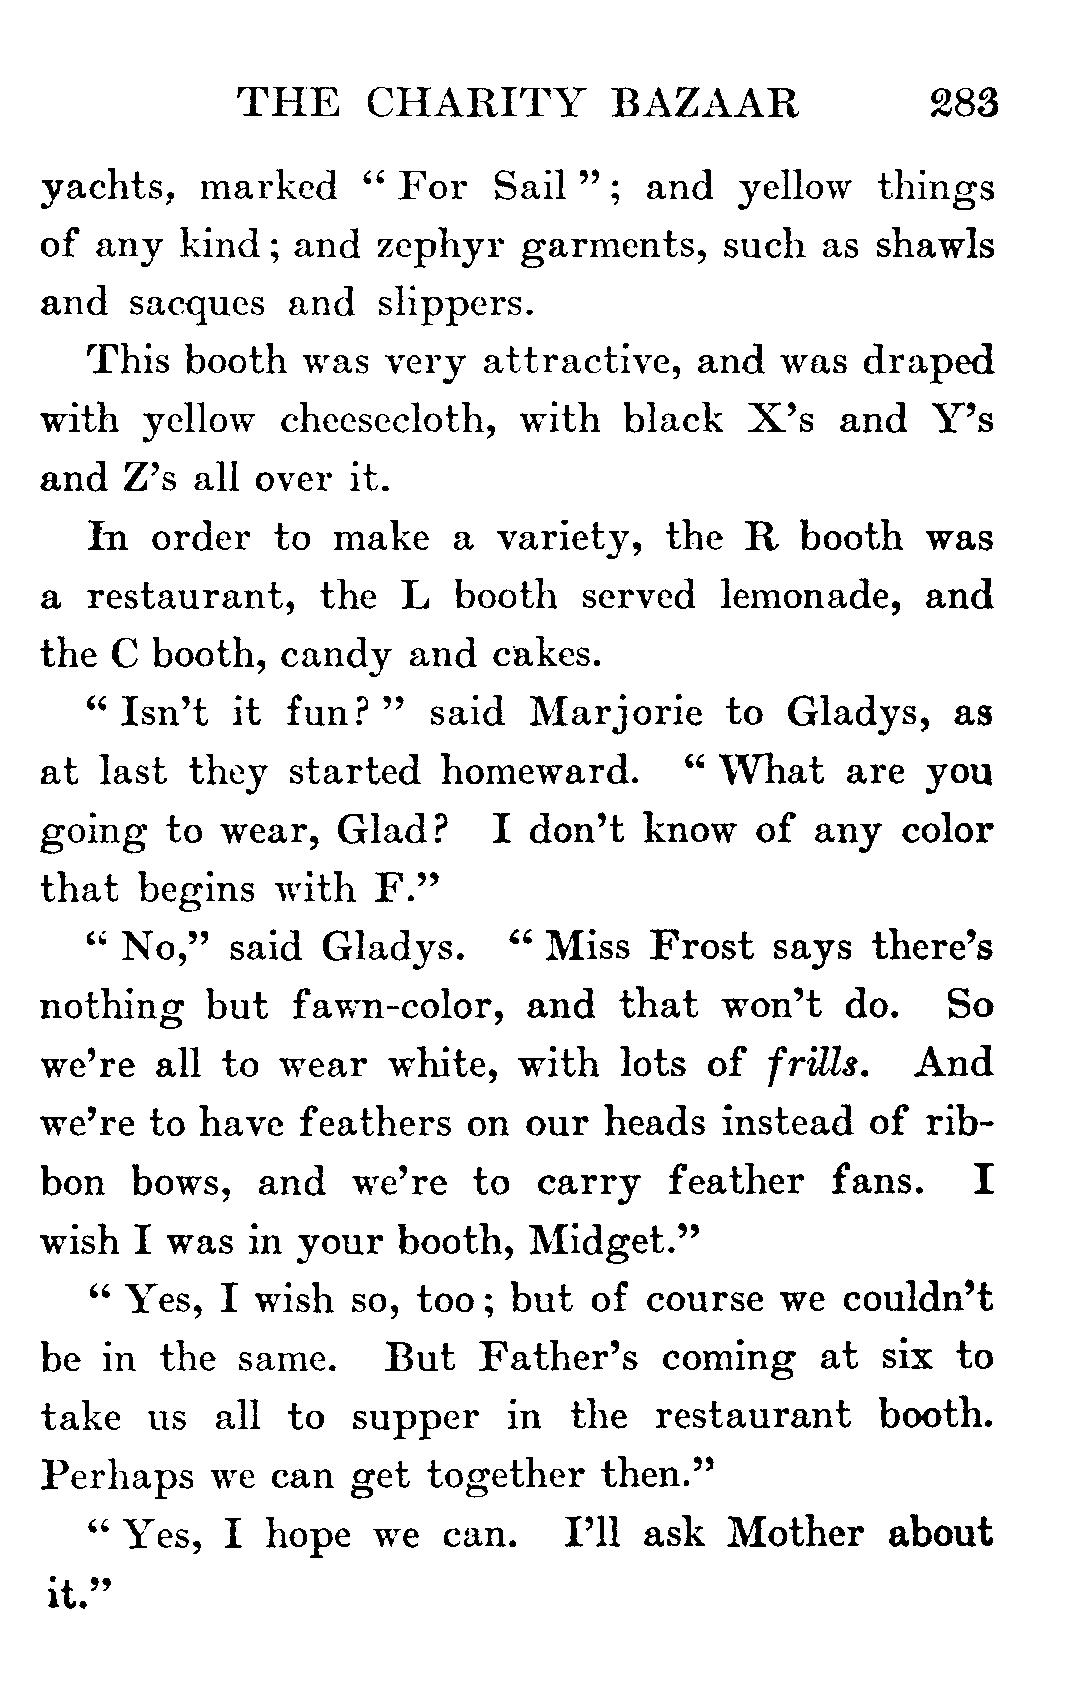 THE CHARITY BAZAAR 283
yachts, marked “ For Sail ” ; and yellow things
of any kind ; and zephyr garments, such as shawls
and sacques and slippers.
This booth was very attractive, and was draped
with yellow cheesecloth, with black X’s and Y’s
and Z’s all over it.
In order to make a variety, the R booth was
a restaurant, the L booth served lemonade, and
the C booth, candy and cakes.
“ Isn’t it fun? ” said Marjorie to Gladys, as
at last they started homeward. “ What are you
going to wear, Glad? I don’t know of any color
that begins with F.”
“ No,” said Gladys. “ Miss Frost says there’s
nothing but fawn-color, and that won’t do. So
we’re all to wear white, with lots of frills. And
we’re to have feathers on our heads instead of rib-
bon bows, and we’re to carry feather fans. I
wish I was in your booth, Midget.”
“ Yes, I wish so, too ; but of course we couldn’t
be in the same. But Father’s coming at six to
take us all to supper in the restaurant booth.
Perhaps we can get together then.”
“ Yes, I hope we can. I’ll ask Mother about
it.”